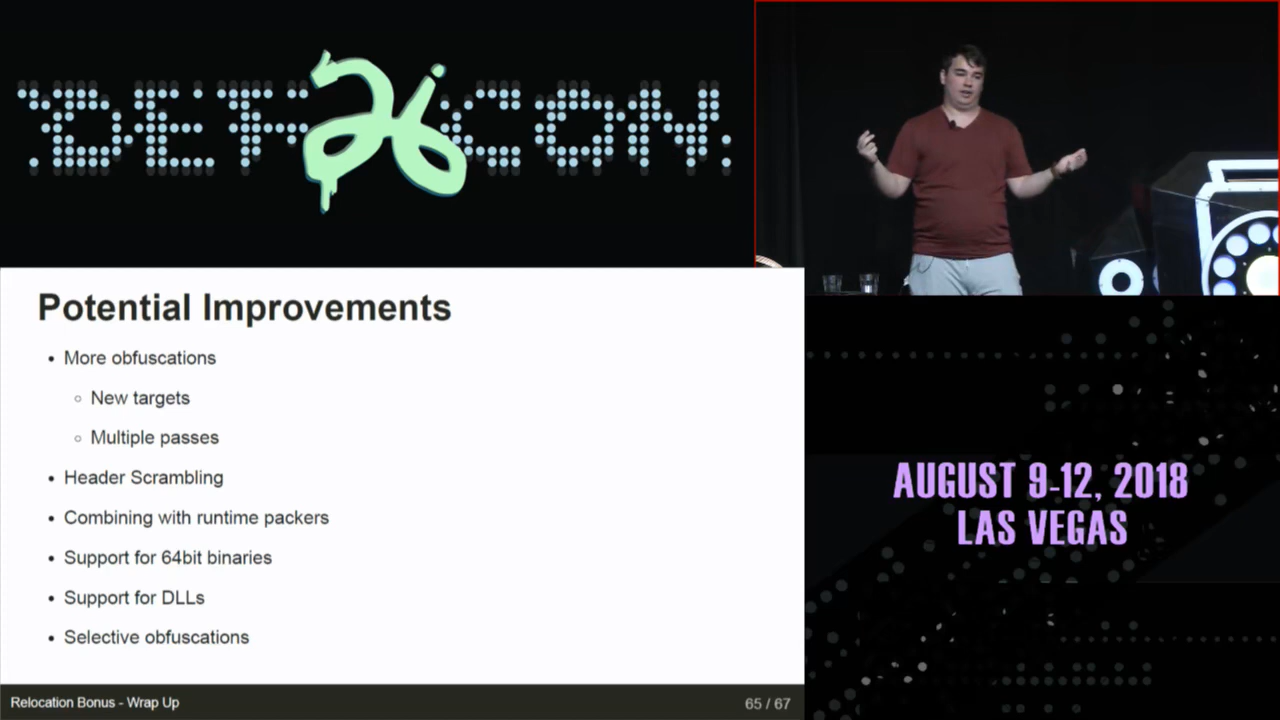 DEF 26 CON
Potential Improvements
• More obfuscations
◦ New targets
◦ Multiple passes
• Header Scrambling
• Combining with runtime packers
• Support for 64bit binaries
• Support for DLLs
• Selective obfuscations
Relocation Bonus - Wrap Up
65 / 67
AUGUST 9-12, 2018
LAS VEGAS